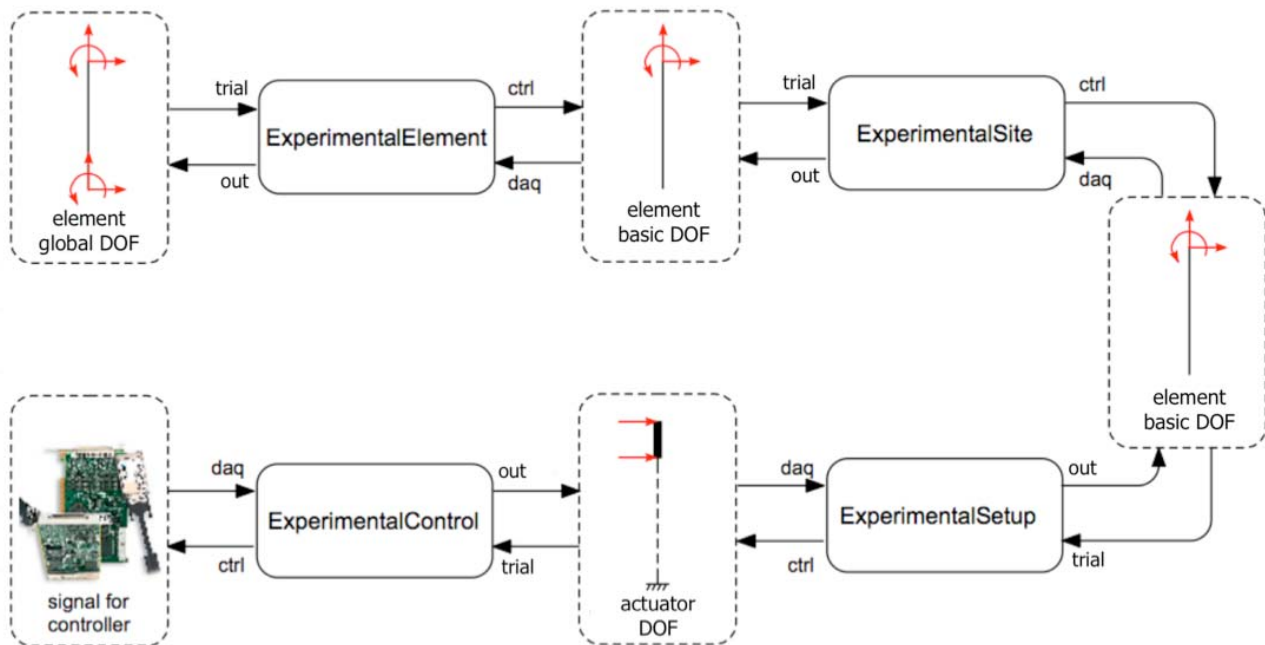 trial
ctrl
ExperimentalElement
out
daq
element
global DOF
trial
ctrl
ExperimentalSite
out
daq
element
basic DOF
element
basic DOF
daq
out
ExperimentalControl
ctrl
trial
signal for
controller
daq
out
ExperimentalSetup
ctrl
trial
actuator
DOF